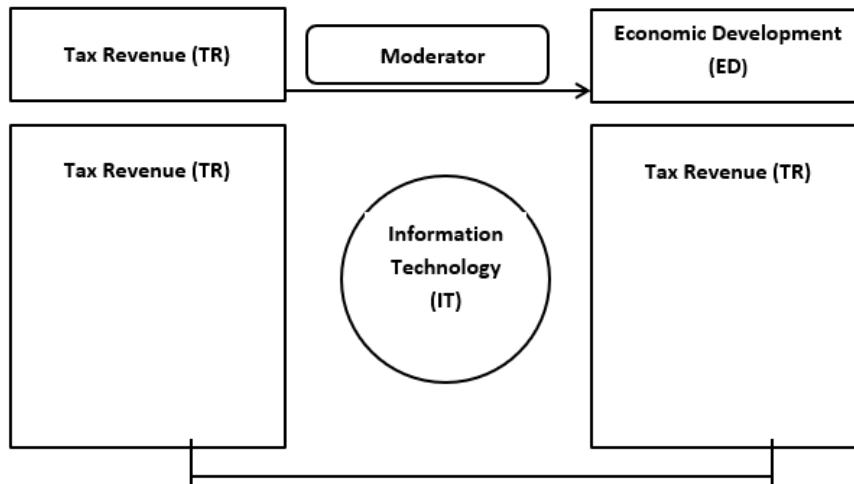 Tax Revenue (TR)
Moderator
Economic Development
(ED)
Tax Revenue (TR)
Information
Technology
(IT)
Tax Revenue (TR)